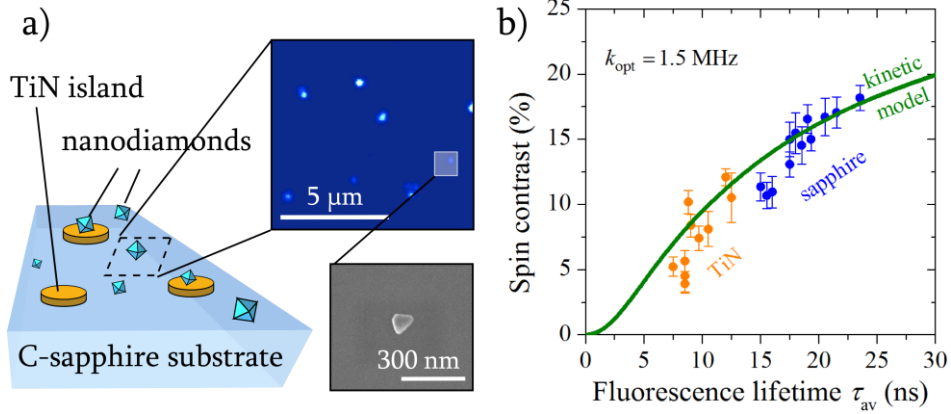 a)
TiN island
nanodiamonds
5 μm
C-sapphire substrate
300 nm
b)
Spin contrast (%)
25
20
15
10
5
0
k_opt = 1.5 MHz
kinetic
model
sapphire
TiN
0 5 10 15 20 25 30
Fluorescence lifetime τ_av (ns)